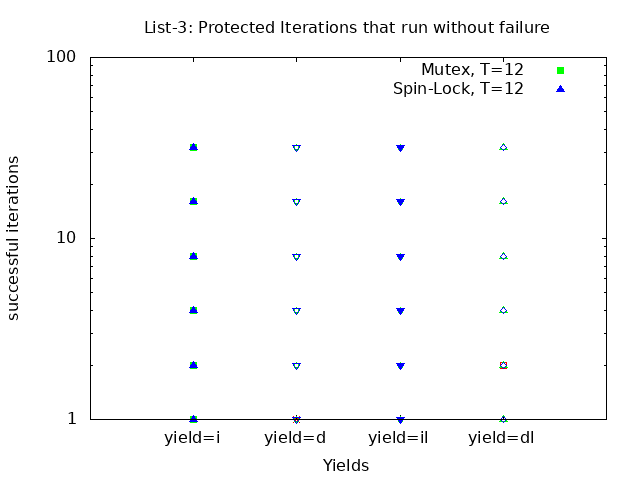 List-3: Protected Iterations that run without failure
100
Mutex, T=12
Spin-Lock, T=12
successful iterations
10
1
yield=i
yield=d
yield=il
yield=dl
Yields